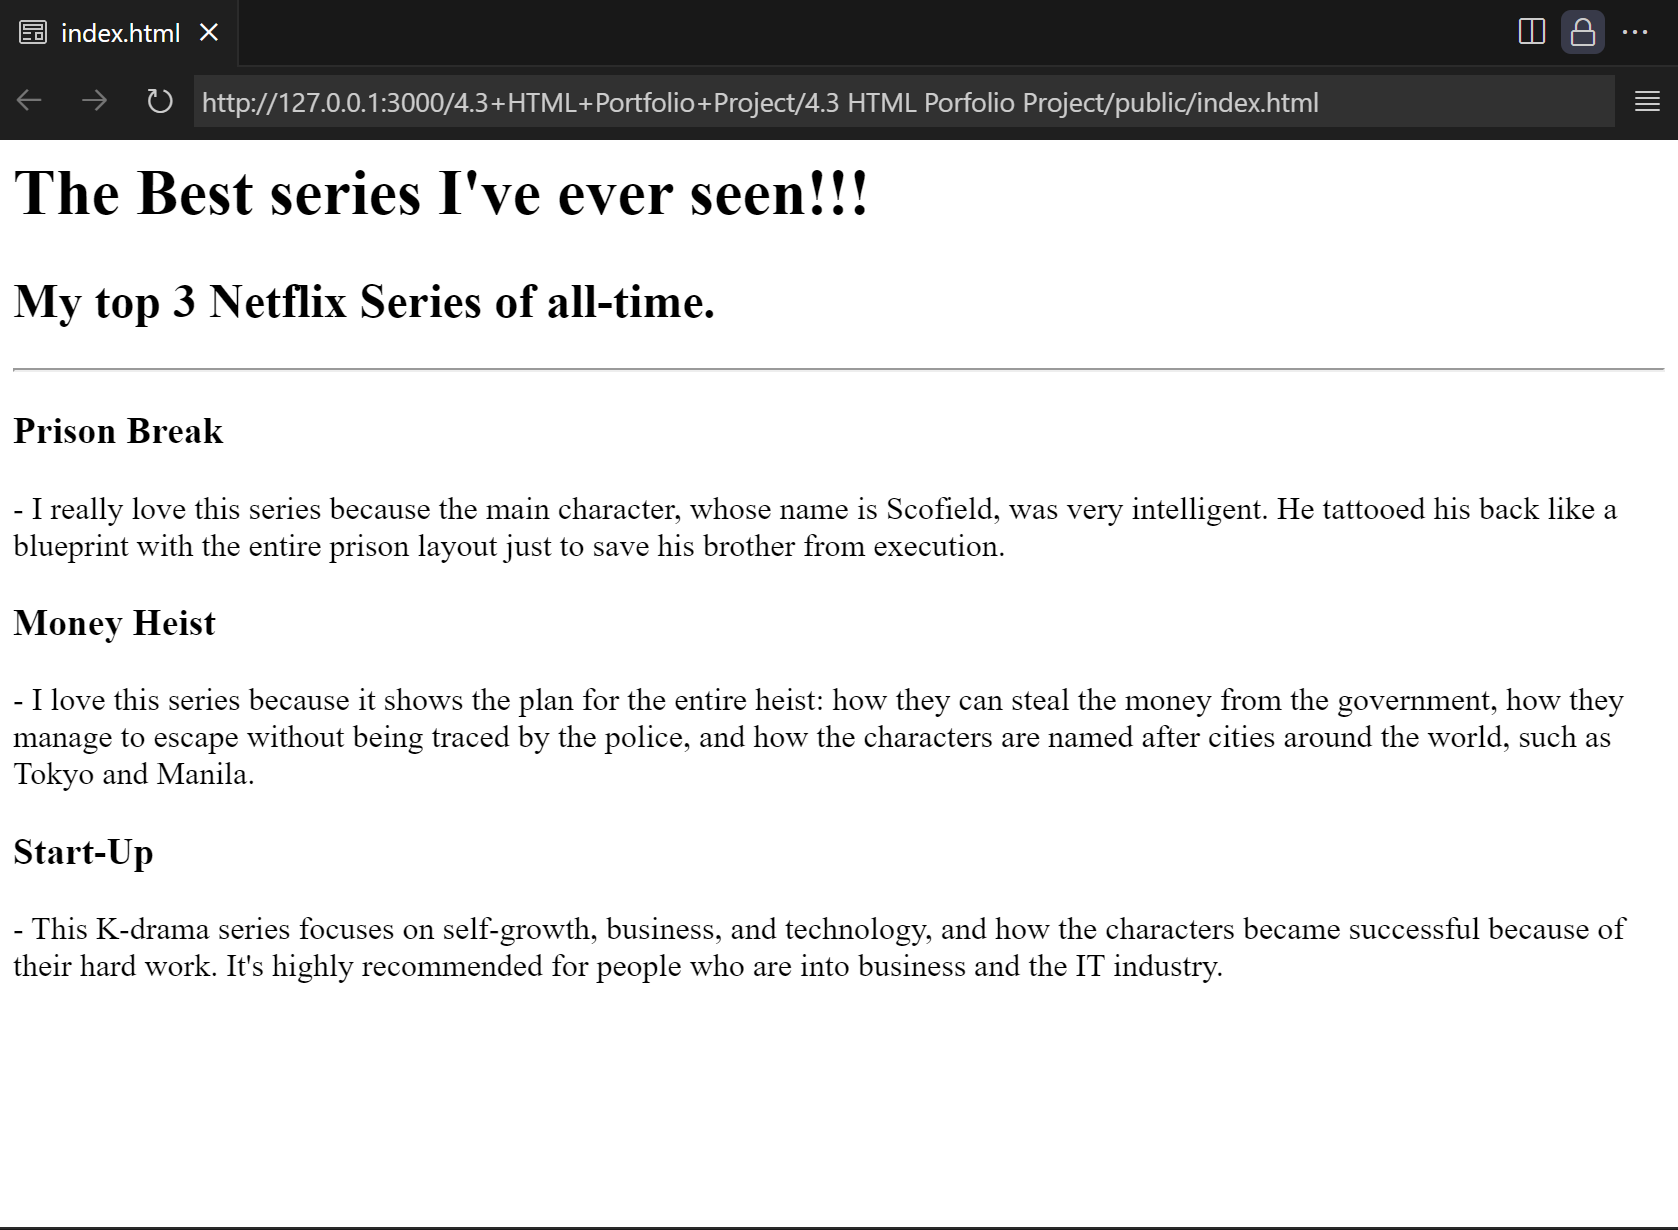 index.html
http://127.0.0.1:3000/4.3+HTML+Portfolio+Project/4.3 HTML Porfolio Project/public/index.html
The Best series I've ever seen!!!
My top 3 Netflix Series of all-time.
Prison Break
- I really love this series because the main character, whose name is Scofield, was very intelligent. He tattooed his back like a
blueprint with the entire prison layout just to save his brother from execution.
Money Heist
- I love this series because it shows the plan for the entire heist: how they can steal the money from the government, how they
manage to escape without being traced by the police, and how the characters are named after cities around the world, such as
Tokyo and Manila.
Start-Up
- This K-drama series focuses on self-growth, business, and technology, and how the characters became successful because of
their hard work. It's highly recommended for people who are into business and the IT industry.